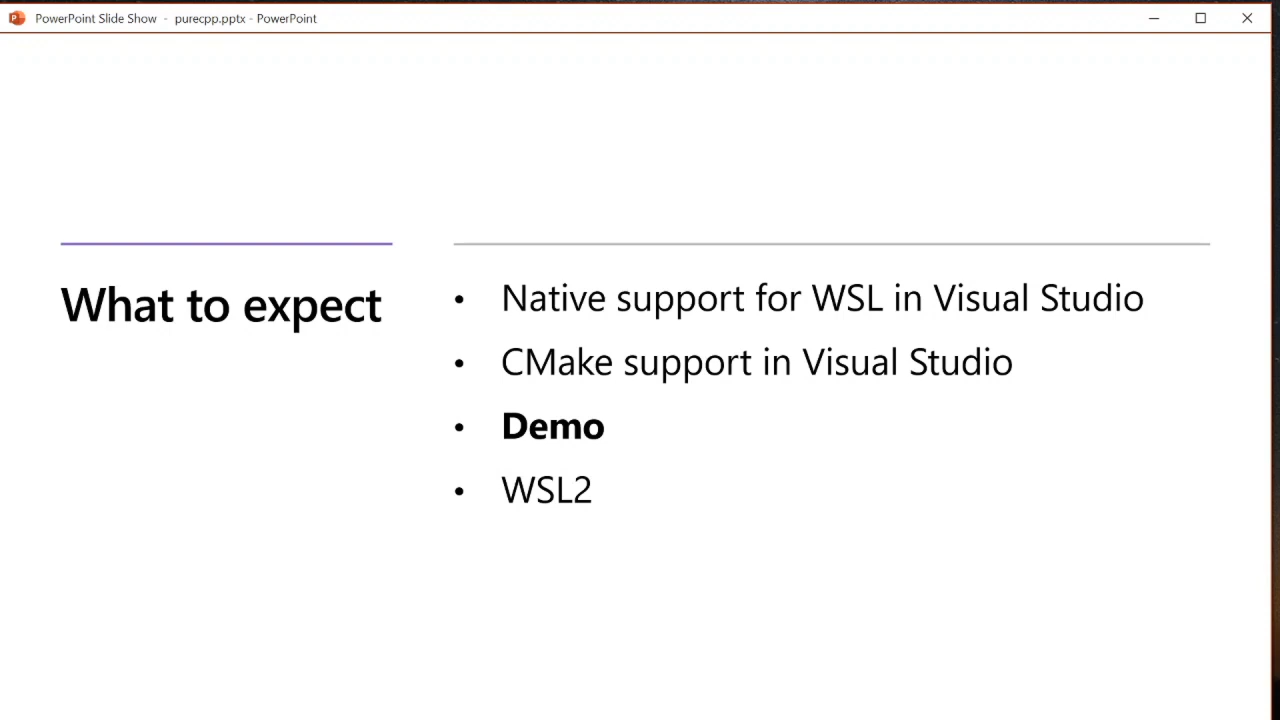 PowerPoint Slide Show - purecpp.pptx - PowerPoint
What to expect
• Native support for WSL in Visual Studio
• CMake support in Visual Studio
• Demo
• WSL2